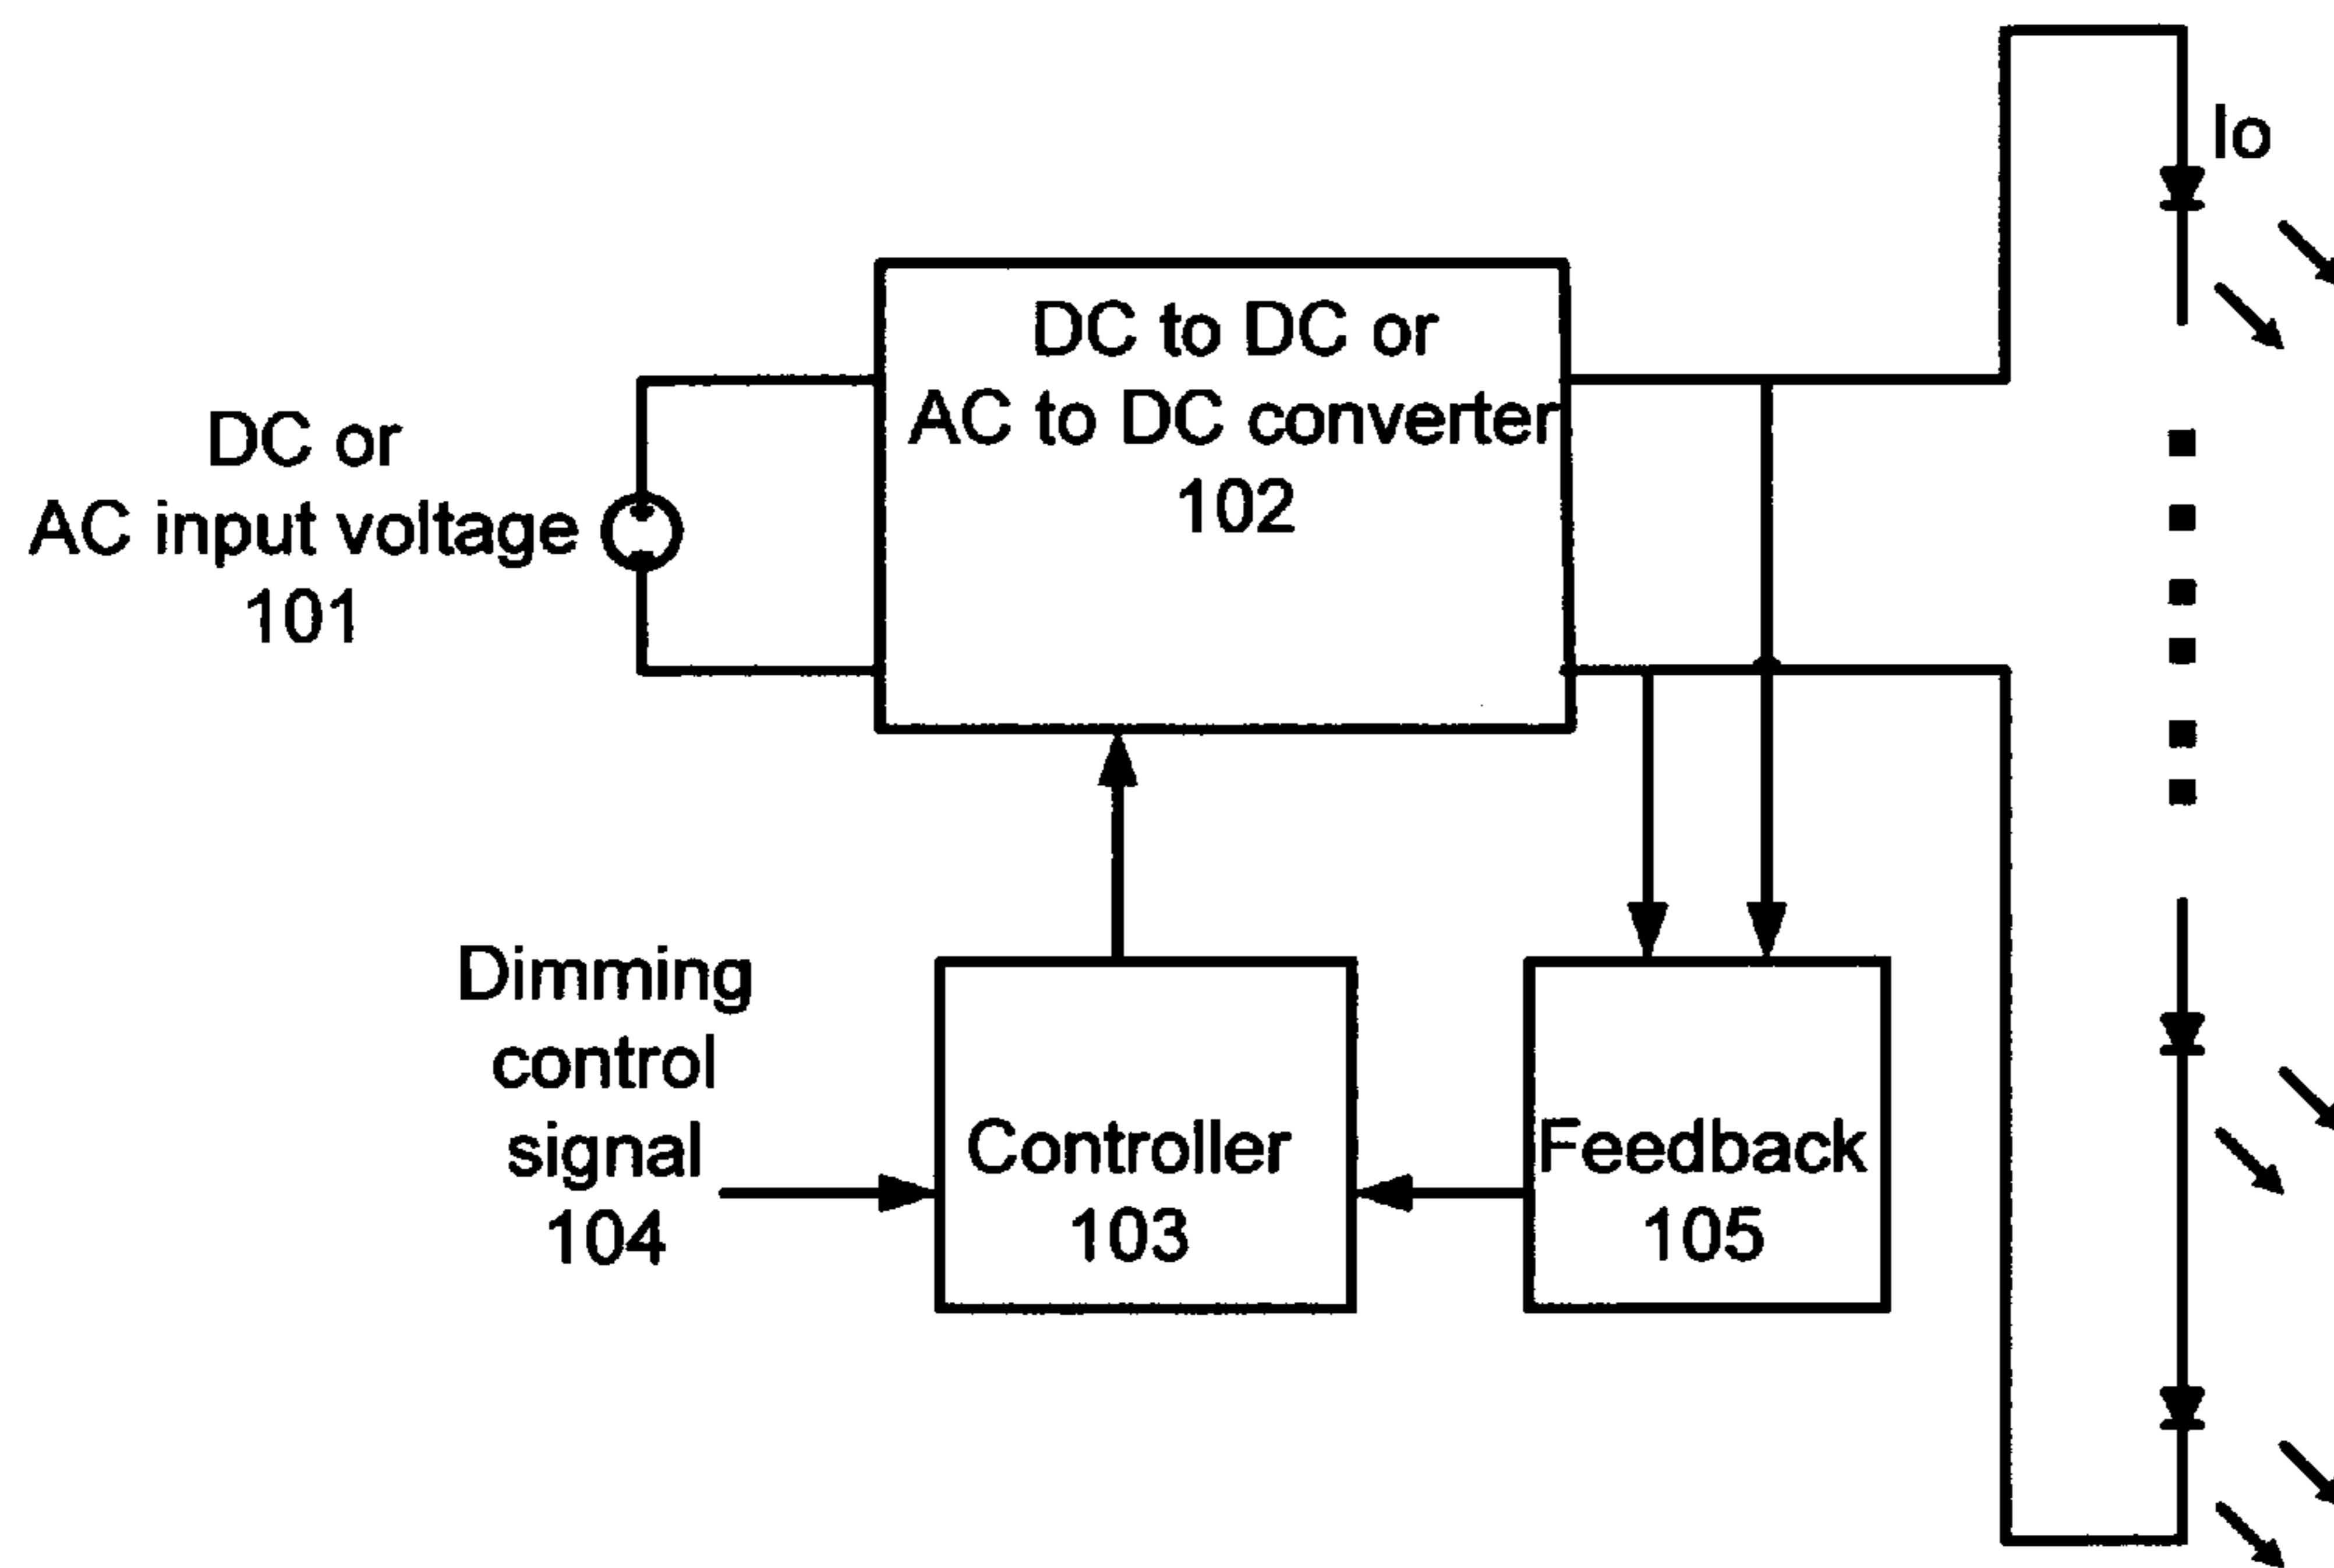 Io
DC to DC or
AC to DC converter
102
DC or
AC input voltage
101
Dimming
control
signal
104
Controller
103
Feedback
105